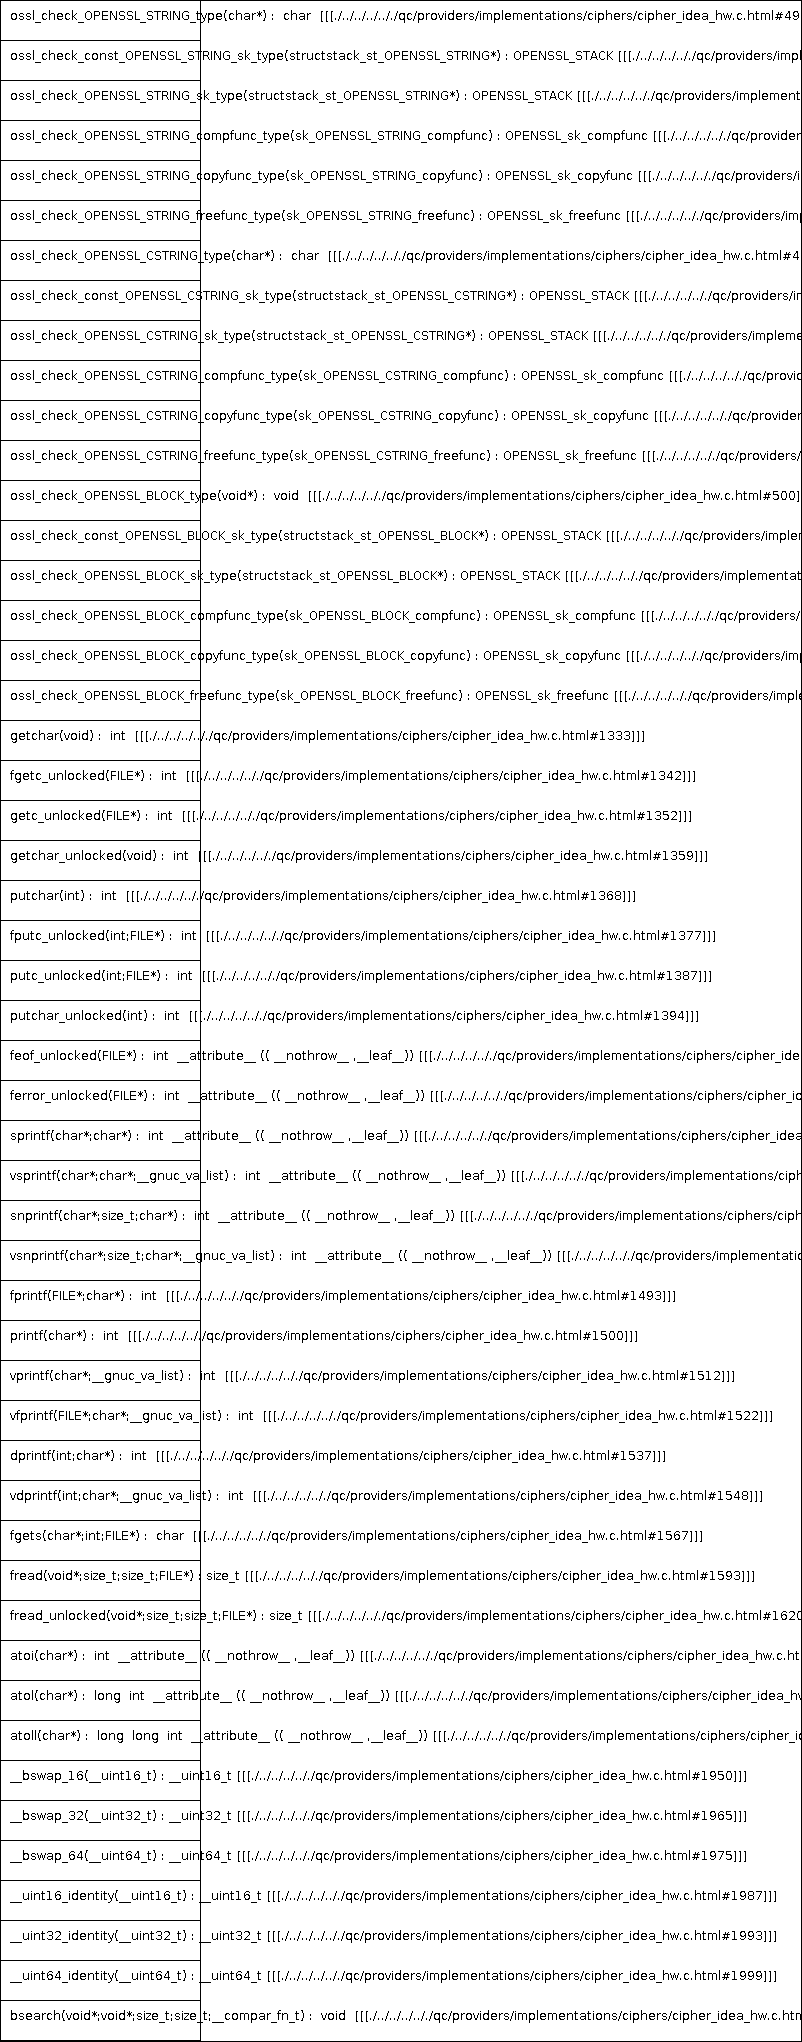 ossl_check_OPENSSL_STRING_type(char*) : char [[[./../../../../qc/providers/implementations/ciphers/cipher_idea_hw.c.html#49
ossl_check_const_OPENSSL_STRING_sk_type(structstack_st_OPENSSL_STRING*) : OPENSSL_STACK [[[./../../../../qc/providers/impl
ossl_check_OPENSSL_STRING_sk_type(structstack_st_OPENSSL_STRING*) : OPENSSL_STACK [[[./../../../../qc/providers/implement
ossl_check_OPENSSL_STRING_compfunc_type(sk_OPENSSL_STRING_compfunc) : OPENSSL_sk_compfunc [[[./../../../../qc/provider
ossl_check_OPENSSL_STRING_copyfunc_type(sk_OPENSSL_STRING_copyfunc) : OPENSSL_sk_copyfunc [[[./../../../../qc/providers/i
ossl_check_OPENSSL_STRING_freefunc_type(sk_OPENSSL_STRING_freefunc) : OPENSSL_sk_freefunc [[[./../../../../qc/providers/imp
ossl_check_OPENSSL_CSTRING_type(char*) : char [[[./../../../../qc/providers/implementations/ciphers/cipher_idea_hw.c.html#4
ossl_check_const_OPENSSL_CSTRING_sk_type(structstack_st_OPENSSL_CSTRING*) : OPENSSL_STACK [[[./../../../../qc/providers/in
ossl_check_OPENSSL_CSTRING_sk_type(structstack_st_OPENSSL_CSTRING*) : OPENSSL_STACK [[[./../../../../qc/providers/impleme
ossl_check_OPENSSL_CSTRING_compfunc_type(sk_OPENSSL_CSTRING_compfunc) : OPENSSL_sk_compfunc [[[./../../../../qc/provid
ossl_check_OPENSSL_CSTRING_copyfunc_type(sk_OPENSSL_CSTRING_copyfunc) : OPENSSL_sk_copyfunc [[[./../../../../qc/provider
ossl_check_OPENSSL_CSTRING_freefunc_type(sk_OPENSSL_CSTRING_freefunc) : OPENSSL_sk_freefunc [[[./../../../../qc/providers/
ossl_check_OPENSSL_BLOCK_type(void*) : void [[[./../../../../qc/providers/implementations/ciphers/cipher_idea_hw.c.html#500]
ossl_check_const_OPENSSL_BLOCK_sk_type(structstack_st_OPENSSL_BLOCK*) : OPENSSL_STACK [[[./../../../../qc/providers/implen
ossl_check_OPENSSL_BLOCK_sk_type(structstack_st_OPENSSL_BLOCK*) : OPENSSL_STACK [[[./../../../../qc/providers/implementat
ossl_check_OPENSSL_BLOCK_compfunc_type(sk_OPENSSL_BLOCK_compfunc) : OPENSSL_sk_compfunc [[[./../../../../qc/providers/
ossl_check_OPENSSL_BLOCK_copyfunc_type(sk_OPENSSL_BLOCK_copyfunc) : OPENSSL_sk_copyfunc [[[./../../../../qc/providers/imp
ossl_check_OPENSSL_BLOCK_freefunc_type(sk_OPENSSL_BLOCK_freefunc) : OPENSSL_sk_freefunc [[[./../../../../qc/providers/imple
getchar(void) : int [[[./../../../../qc/providers/implementations/ciphers/cipher_idea_hw.c.html#1333]]]
fgetc_unlocked(FILE*) : int [[[./../../../../qc/providers/implementations/ciphers/cipher_idea_hw.c.html#1342]]]
getc_unlocked(FILE*) : int [[[./../../../../qc/providers/implementations/ciphers/cipher_idea_hw.c.html#1352]]]
getchar_unlocked(void) : int [[[./../../../../qc/providers/implementations/ciphers/cipher_idea_hw.c.html#1359]]]
putchar(int) : int [[[./../../../../qc/providers/implementations/ciphers/cipher_idea_hw.c.html#1368]]]
fputc_unlocked(int;FILE*) : int [[[./../../../../qc/providers/implementations/ciphers/cipher_idea_hw.c.html#1377]]]
putc_unlocked(int;FILE*) : int [[[./../../../../qc/providers/implementations/ciphers/cipher_idea_hw.c.html#1387]]]
putchar_unlocked(int) : int [[[./../../../../qc/providers/implementations/ciphers/cipher_idea_hw.c.html#1394]]]
feof_unlocked(FILE*) : int __attribute__ (( __nothrow__ ,__leaf__)) [[[./../../../../qc/providers/implementations/ciphers/cipher_ide
ferror_unlocked(FILE*) : int __attribute__ (( __nothrow__ ,__leaf__)) [[[./../../../../qc/providers/implementations/ciphers/cipher_id
sprintf(char*;char*) : int __attribute__ (( __nothrow__ ,__leaf__)) [[[./../../../../qc/providers/implementations/ciphers/cipher_idea
vsprintf(char*;char*;__gnuc_va_list) : int __attribute__ (( __nothrow__ ,__leaf__)) [[[./../../../../qc/providers/implementations/ciph
snprintf(char*;size_t;char*) : int __attribute__ (( __nothrow__ ,__leaf__)) [[[./../../../../qc/providers/implementations/ciphers/ciph
vsnprintf(char*;size_t;char*;__gnuc_va_list) : int __attribute__ (( __nothrow__ ,__leaf__)) [[[./../../../../qc/providers/implementatio
fprintf(FILE*;char*) : int [[[./../../../../qc/providers/implementations/ciphers/cipher_idea_hw.c.html#1493]]]
printf(char*) : int [[[./../../../../qc/providers/implementations/ciphers/cipher_idea_hw.c.html#1500]]]
vprintf(char*;__gnuc_va_list) : int [[[./../../../../qc/providers/implementations/ciphers/cipher_idea_hw.c.html#1512]]]
vfprintf(FILE*;char*;__gnuc_va_list) : int [[[./../../../../qc/providers/implementations/ciphers/cipher_idea_hw.c.html#1522]]]
dprintf(int;char*) : int [[[./../../../../qc/providers/implementations/ciphers/cipher_idea_hw.c.html#1537]]]
vdprintf(int;char*;__gnuc_va_list) : int [[[./../../../../qc/providers/implementations/ciphers/cipher_idea_hw.c.html#1548]]]
fgets(char*;int;FILE*) : char [[[./../../../../qc/providers/implementations/ciphers/cipher_idea_hw.c.html#1567]]]
fread(void*;size_t;size_t;FILE*) : size_t [[[./../../../../qc/providers/implementations/ciphers/cipher_idea_hw.c.html#1593]]]
fread_unlocked(void*;size_t;size_t;FILE*) : size_t [[[./../../../../qc/providers/implementations/ciphers/cipher_idea_hw.c.html#1620
atoi(char*) : int __attribute__ (( __nothrow__ ,__leaf__)) [[[./../../../../qc/providers/implementations/ciphers/cipher_idea_hw.c.ht
atol(char*) : long int __attribute__ (( __nothrow__ ,__leaf__)) [[[./../../../../qc/providers/implementations/ciphers/cipher_idea_hw
atoll(char*) : long long int __attribute__ (( __nothrow__ ,__leaf__)) [[[./../../../../qc/providers/implementations/ciphers/cipher_id
__bswap_16(__uint16_t) : __uint16_t [[[./../../../../qc/providers/implementations/ciphers/cipher_idea_hw.c.html#1950]]]
__bswap_32(__uint32_t) : __uint32_t [[[./../../../../qc/providers/implementations/ciphers/cipher_idea_hw.c.html#1965]]]
__bswap_64(__uint64_t) : __uint64_t [[[./../../../../qc/providers/implementations/ciphers/cipher_idea_hw.c.html#1975]]]
__uint16_identity(__uint16_t) : __uint16_t [[[./../../../../qc/providers/implementations/ciphers/cipher_idea_hw.c.html#1987]]]
__uint32_identity(__uint32_t) : __uint32_t [[[./../../../../qc/providers/implementations/ciphers/cipher_idea_hw.c.html#1993]]]
__uint64_identity(__uint64_t) : __uint64_t [[[./../../../../qc/providers/implementations/ciphers/cipher_idea_hw.c.html#1999]]]
bsearch(void*;void*;size_t;size_t;__compar_fn_t) : void [[[./../../../../qc/providers/implementations/ciphers/cipher_idea_hw.c.htm